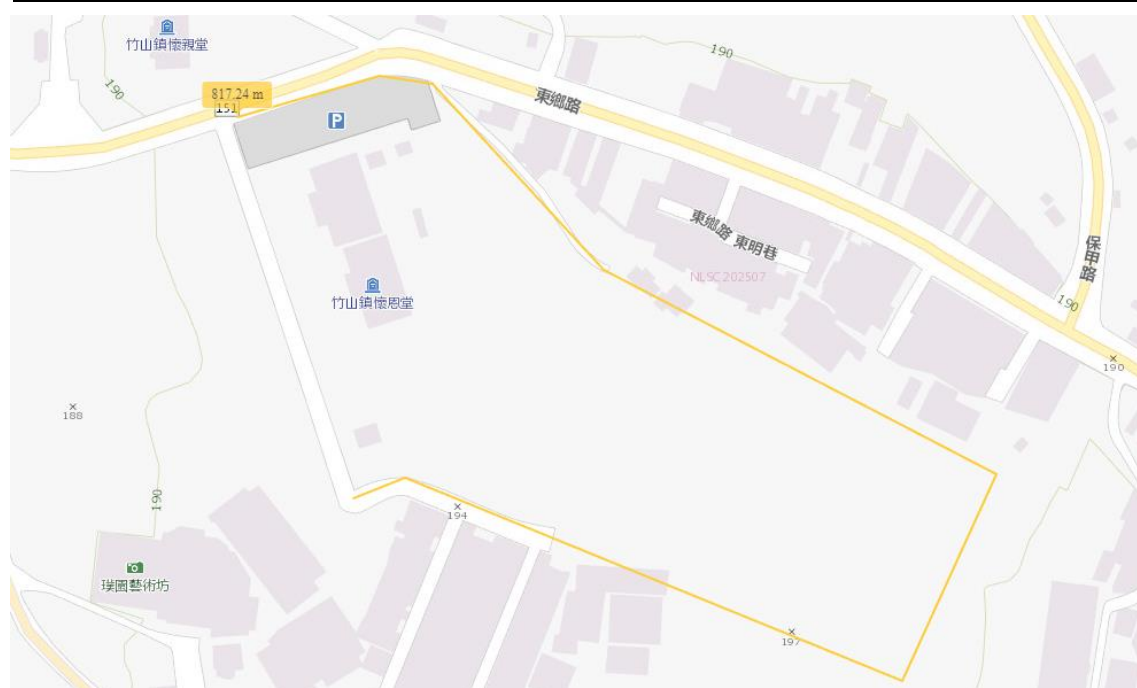 竹山鎮懷親堂
190
190
817.24 m
151
P
東鄉路
東鄉路 東明巷
保甲路
NLSC 202507
竹山鎮懷恩堂
190
190
188
190
194
璞園藝術坊
197